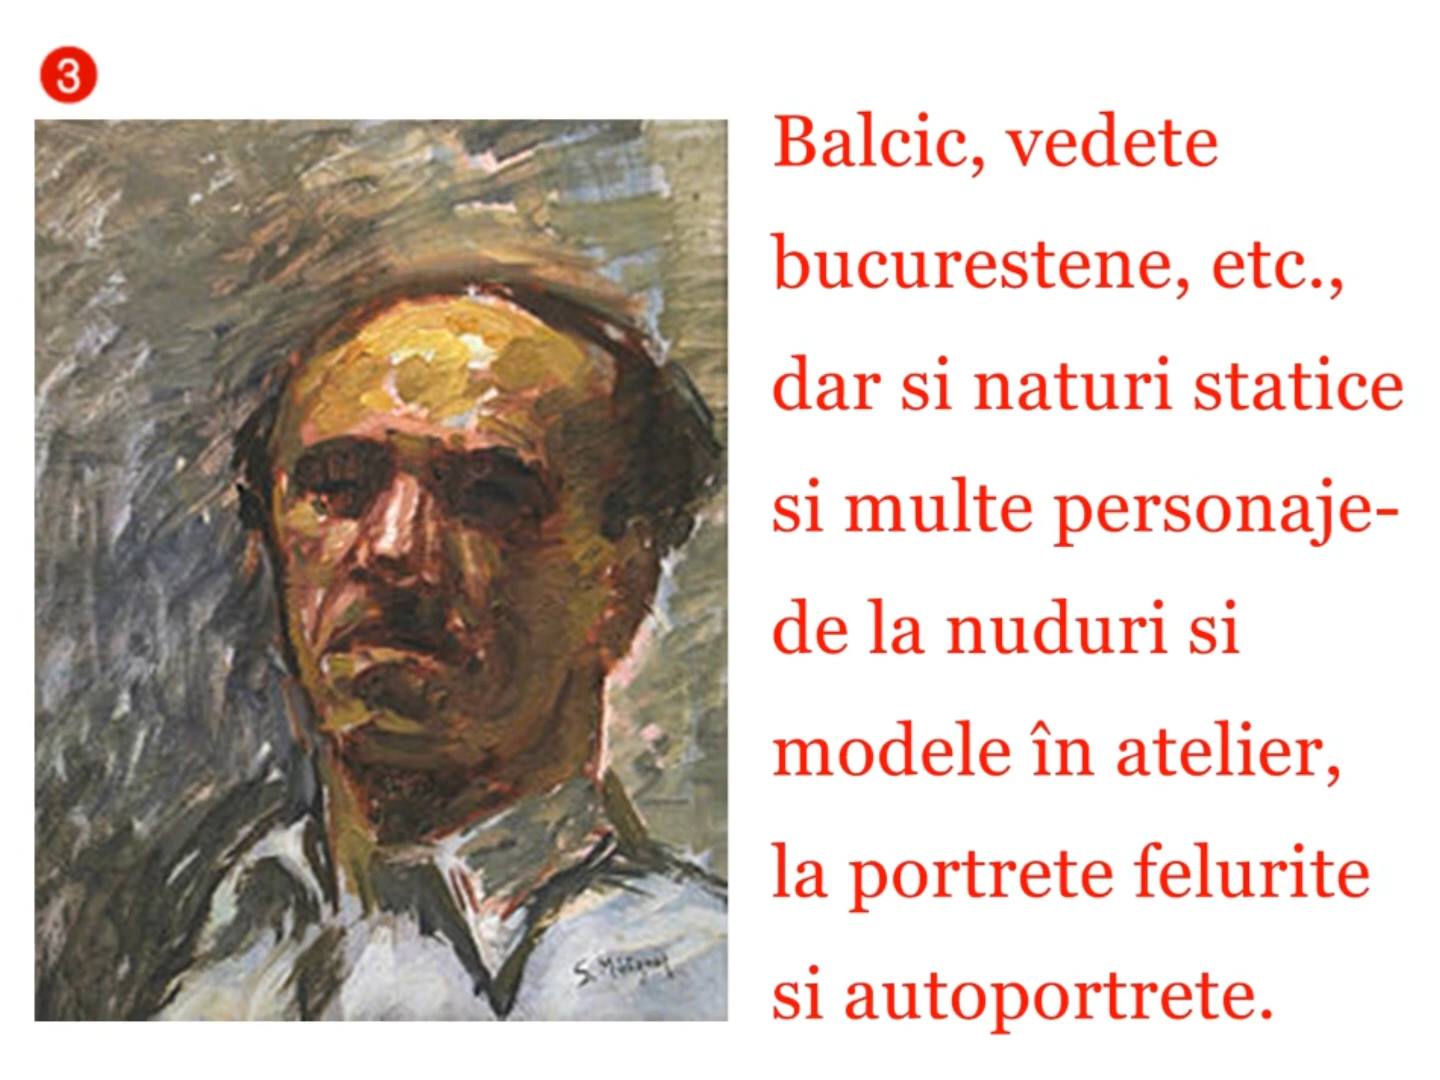 3
Balcic, vedete
bucurestene, etc.,
dar si naturi statice
si multe personaje-
de la nuduri si
modele în atelier,
la portrete felurite
si autoportrete.